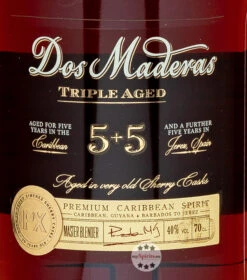 Dos Maderas
TRIPLE AGED
AGED FOR FIVE
YEARS IN THE
Caribbean
5+5
AND A FURTHER
FIVE YEARS IN
Jerez, Spain
Aged in very old Sherry Casks
PX
PREMIUM CARIBBEAN SPIRIT
CARIBBEAN, GUYANA • BARBADOS TO JEREZ
MASTER BLENDER
40% VOL
70 cl